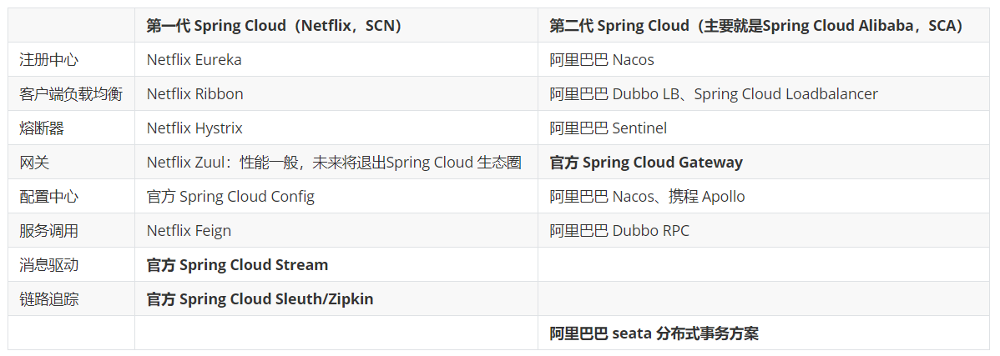 第一代 Spring Cloud（Netflix，SCN） 第二代 Spring Cloud（主要就是Spring Cloud Alibaba，SCA）
注册中心 Netflix Eureka 阿里巴巴 Nacos
客户端负载均衡 Netflix Ribbon 阿里巴巴 Dubbo LB、Spring Cloud Loadbalancer
熔断器 Netflix Hystrix 阿里巴巴 Sentinel
网关 Netflix Zuul：性能一般，未来将退出Spring Cloud 生态圈 官方 Spring Cloud Gateway
配置中心 官方 Spring Cloud Config 阿里巴巴 Nacos、携程 Apollo
服务调用 Netflix Feign 阿里巴巴 Dubbo RPC
消息驱动 官方 Spring Cloud Stream
链路追踪 官方 Spring Cloud Sleuth/Zipkin
阿里巴巴 seata 分布式事务方案